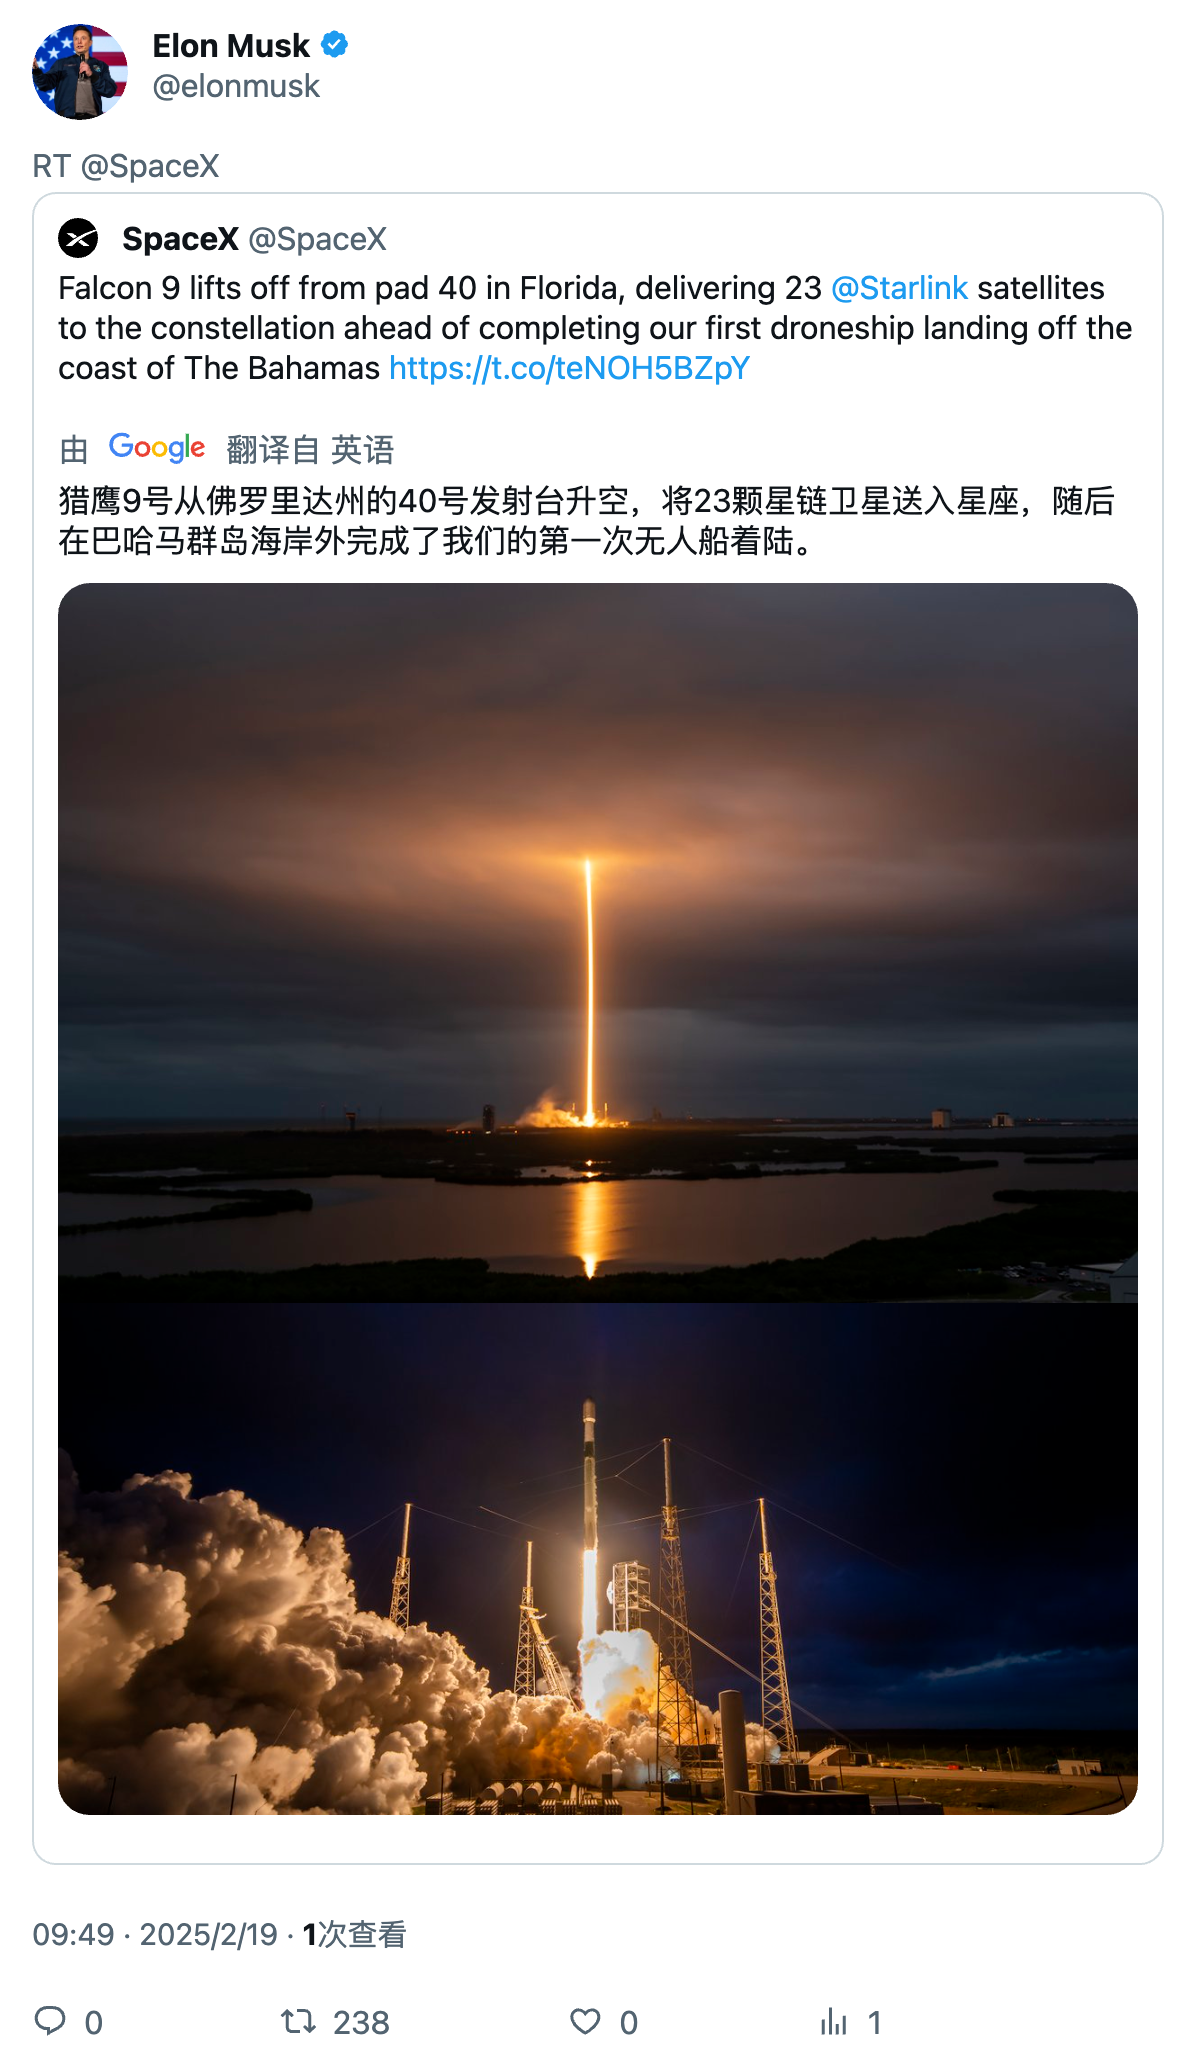 Elon Musk
@elonmusk
RT @SpaceX
SpaceX @SpaceX
Falcon 9 lifts off from pad 40 in Florida, delivering 23 @Starlink satellites
to the constellation ahead of completing our first droneship landing off the
coast of The Bahamas https://t.co/teNOH5BZpY
由 Google 翻译自 英语
猎鹰9号从佛罗里达州的40号发射台升空，将23颗星链卫星送入星座，随后
在巴哈马群岛海岸外完成了我们的第一次无人船着陆。
09:49 · 2025/2/19 · 1次查看
0 238 0 1